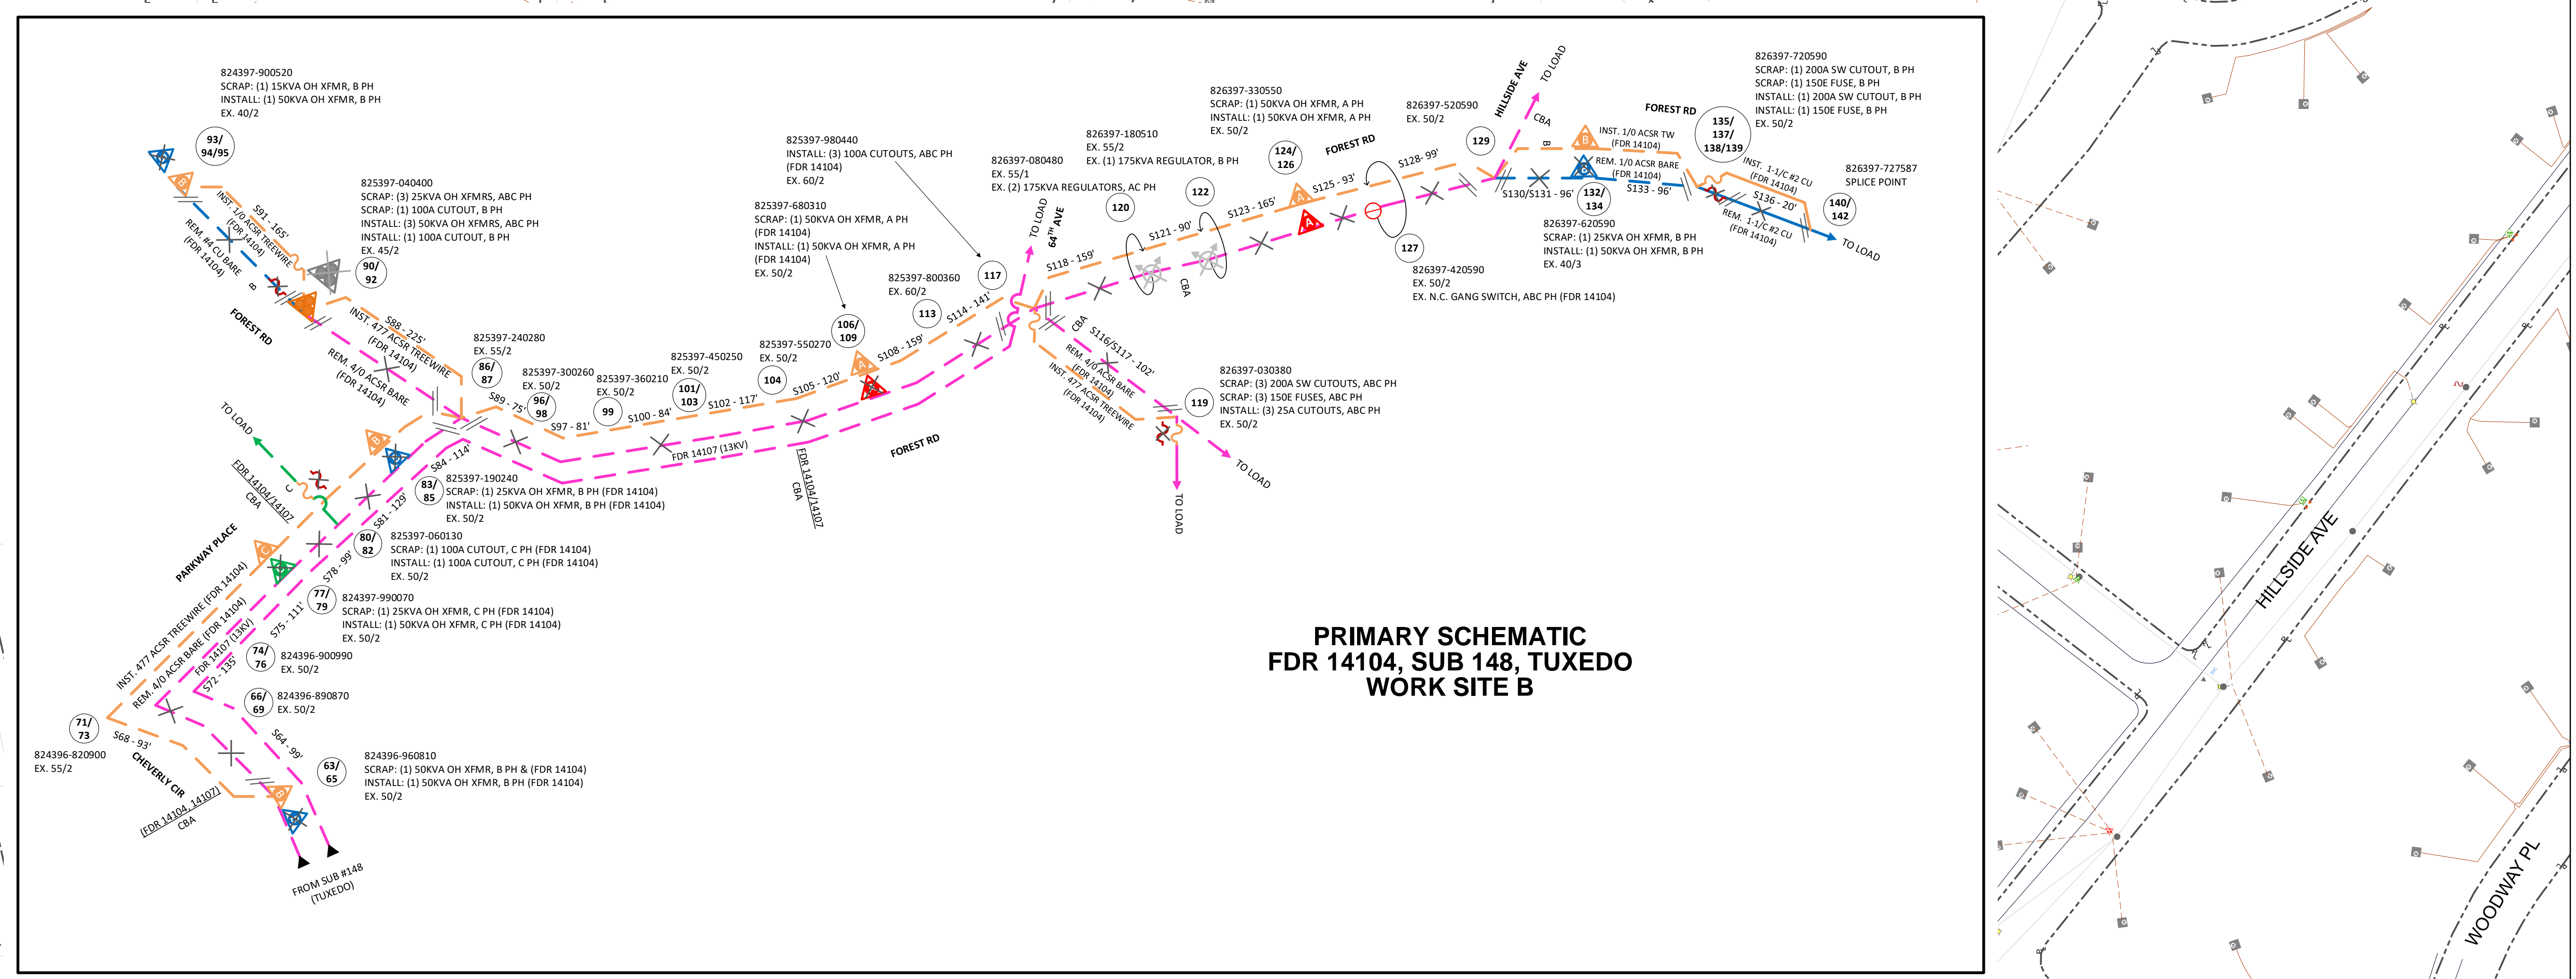 824397-900520
SCRAP: (1) 15KVA OH XFMR, B PH
INSTALL: (1) 50KVA OH XFMR, B PH
EX. 40/2
93/
94/95
B
S91 - 165'
INST. 1/0 ACSR TREEWIRE
(FDR 14104)
REM. #4 CU BARE
(FDR 14104)
B
FOREST RD
825397-040400
SCRAP: (3) 25KVA OH XFMRS, ABC PH
SCRAP: (1) 100A CUTOUT, B PH
INSTALL: (3) 50KVA OH XFMRS, ABC PH
INSTALL: (1) 100A CUTOUT, B PH
EX. 45/2
90/
92
S88 - 225'
INST. 477 ACSR TREEWIRE
(FDR 14104)
REM. 4/0 ACSR BARE
(FDR 14104)
825397-240280
EX. 55/2
86/
87
S89 - 75'
825397-300260
EX. 50/2
96/
98
S97 - 81'
825397-360210
EX. 50/2
99
S100 - 84'
825397-450250
EX. 50/2
101/
103
S102 - 117'
825397-550270
EX. 50/2
104
S105 - 120'
825397-680310
SCRAP: (1) 50KVA OH XFMR, A PH
(FDR 14104)
INSTALL: (1) 50KVA OH XFMR, A PH
(FDR 14104)
EX. 50/2
106/
109
A
S108 - 159'
825397-800360
EX. 60/2
113
S114 - 141'
825397-980440
INSTALL: (3) 100A CUTOUTS, ABC PH
(FDR 14104)
EX. 60/2
117
FDR 14107 (13KV)
FDR 14104/14107
CBA
FOREST RD
TO LOAD
64TH AVE
826397-080480
EX. 55/1
EX. (2) 175KVA REGULATORS, AC PH
120
S118 - 159'
826397-180510
EX. 55/2
EX. (1) 175KVA REGULATOR, B PH
122
S121 - 90'
CBA
826397-330550
SCRAP: (1) 50KVA OH XFMR, A PH
INSTALL: (1) 50KVA OH XFMR, A PH
EX. 50/2
124/
126
FOREST RD
S123 - 165'
A
A
S125 - 93'
S128- 99'
127
826397-420590
EX. 50/2
EX. N.C. GANG SWITCH, ABC PH (FDR 14104)
826397-520590
EX. 50/2
129
HILLSIDE AVE
TO LOAD
CBA
B
B
INST. 1/0 ACSR TW
(FDR 14104)
REM. 1/0 ACSR BARE
(FDR 14104)
S130/S131 - 96'
S133 - 96'
132/
134
826397-620590
SCRAP: (1) 25KVA OH XFMR, B PH
INSTALL: (1) 50KVA OH XFMR, B PH
EX. 40/3
FOREST RD
135/
137/
138/139
826397-720590
SCRAP: (1) 200A SW CUTOUT, B PH
SCRAP: (1) 150E FUSE, B PH
INSTALL: (1) 200A SW CUTOUT, B PH
INSTALL: (1) 150E FUSE, B PH
EX. 50/2
INST. 1-1/C #2 CU
(FDR 14104)
S136 - 20'
REM. 1-1/C #2 CU
(FDR 14104)
826397-727587
SPLICE POINT
140/
142
TO LOAD
CBA
S116/S117 - 102'
REM. 4/0 ACSR BARE
(FDR 14104)
INST. 477 ACSR TREEWIRE
(FDR 14104)
119
826397-030380
SCRAP: (3) 200A SW CUTOUTS, ABC PH
SCRAP: (3) 150E FUSES, ABC PH
INSTALL: (3) 25A CUTOUTS, ABC PH
EX. 50/2
TO LOAD
TO LOAD
TO LOAD
FDR 14104/14107
CBA
C
B
S84 - 114'
83/
85
825397-190240
SCRAP: (1) 25KVA OH XFMR, B PH (FDR 14104)
INSTALL: (1) 50KVA OH XFMR, B PH (FDR 14104)
EX. 50/2
S81 - 129'
80/
82
825397-060130
SCRAP: (1) 100A CUTOUT, C PH (FDR 14104)
INSTALL: (1) 100A CUTOUT, C PH (FDR 14104)
EX. 50/2
PARKWAY PLACE
C
S78 - 99'
77/
79
824397-990070
SCRAP: (1) 25KVA OH XFMR, C PH (FDR 14104)
INSTALL: (1) 50KVA OH XFMR, C PH (FDR 14104)
EX. 50/2
S75 - 111'
74/
76
824396-900990
EX. 50/2
INST. 477 ACSR TREEWIRE (FDR 14104)
REM. 4/0 ACSR BARE (FDR 14104)
FDR 14107 (13KV)
S72 - 135'
66/
69
824396-890870
EX. 50/2
71/
73
824396-820900
EX. 55/2
S68 - 93'
CHEVERLY CIR
S64 - 99'
63/
65
824396-960810
SCRAP: (1) 50KVA OH XFMR, B PH & (FDR 14104)
INSTALL: (1) 50KVA OH XFMR, B PH (FDR 14104)
EX. 50/2
(FDR 14104, 14107)
CBA
B
FROM SUB #148
(TUXEDO)
PRIMARY SCHEMATIC
FDR 14104, SUB 148, TUXEDO
WORK SITE B
HILLSIDE AVE
WOODWAY PL